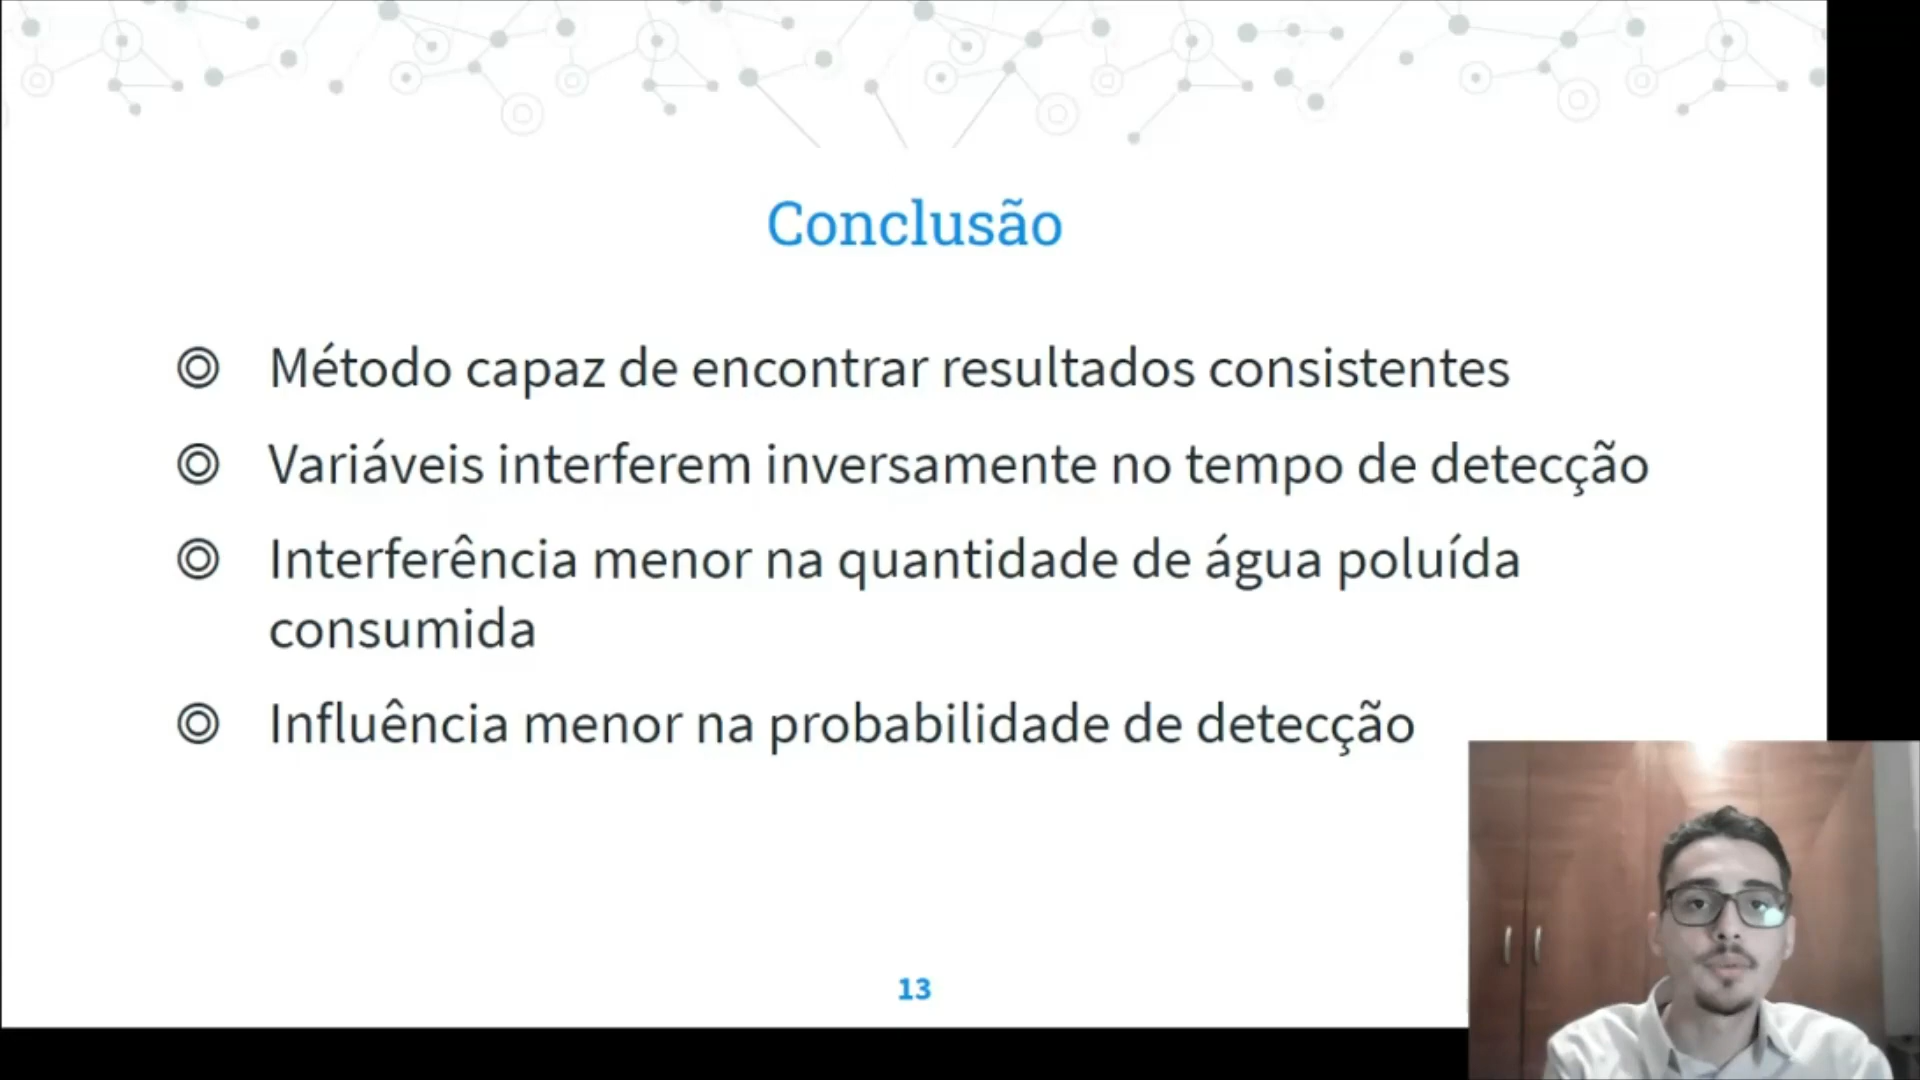 Conclusão
Método capaz de encontrar resultados consistentes
Variáveis interferem inversamente no tempo de detecção
Interferência menor na quantidade de água poluída
consumida
Influência menor na probabilidade de detecção
13